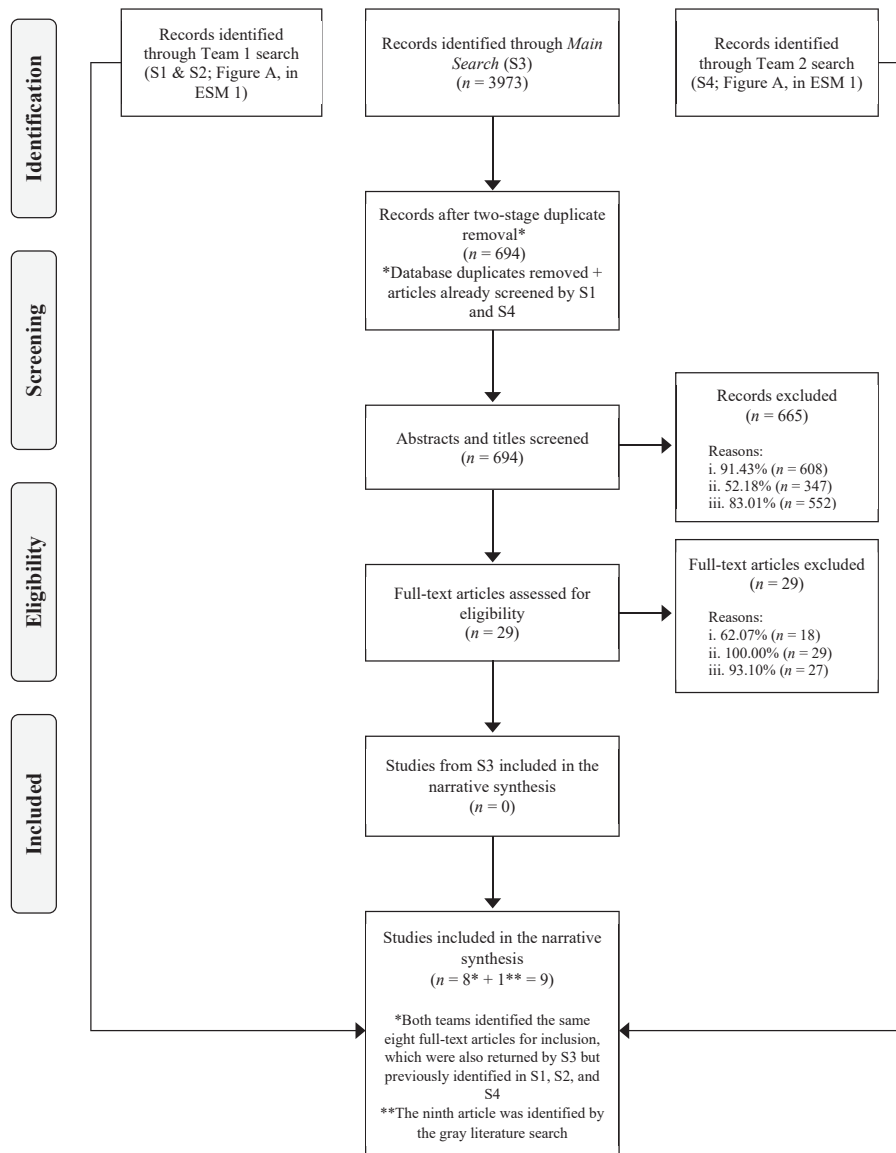 Identification
Records identified
through Team 1 search
(S1 & S2; Figure A, in
ESM 1)
Records identified through Main
Search (S3)
(n = 3973)
Records identified
through Team 2 search
(S4; Figure A, in ESM 1)
Records after two-stage duplicate
removal*
(n = 694)
*Database duplicates removed +
articles already screened by S1
and S4
Screening
Abstracts and titles screened
(n = 694)
Records excluded
(n = 665)
Reasons:
i. 91.43% (n = 608)
ii. 52.18% (n = 347)
iii. 83.01% (n = 552)
Eligibility
Full-text articles assessed for
eligibility
(n = 29)
Full-text articles excluded
(n = 29)
Reasons:
i. 62.07% (n = 18)
ii. 100.00% (n = 29)
iii. 93.10% (n = 27)
Included
Studies from S3 included in the
narrative synthesis
(n = 0)
Studies included in the narrative
synthesis
(n = 8* + 1** = 9)
*Both teams identified the same
eight full-text articles for inclusion,
which were also returned by S3 but
previously identified in S1, S2, and
S4
**The ninth article was identified by
the gray literature search